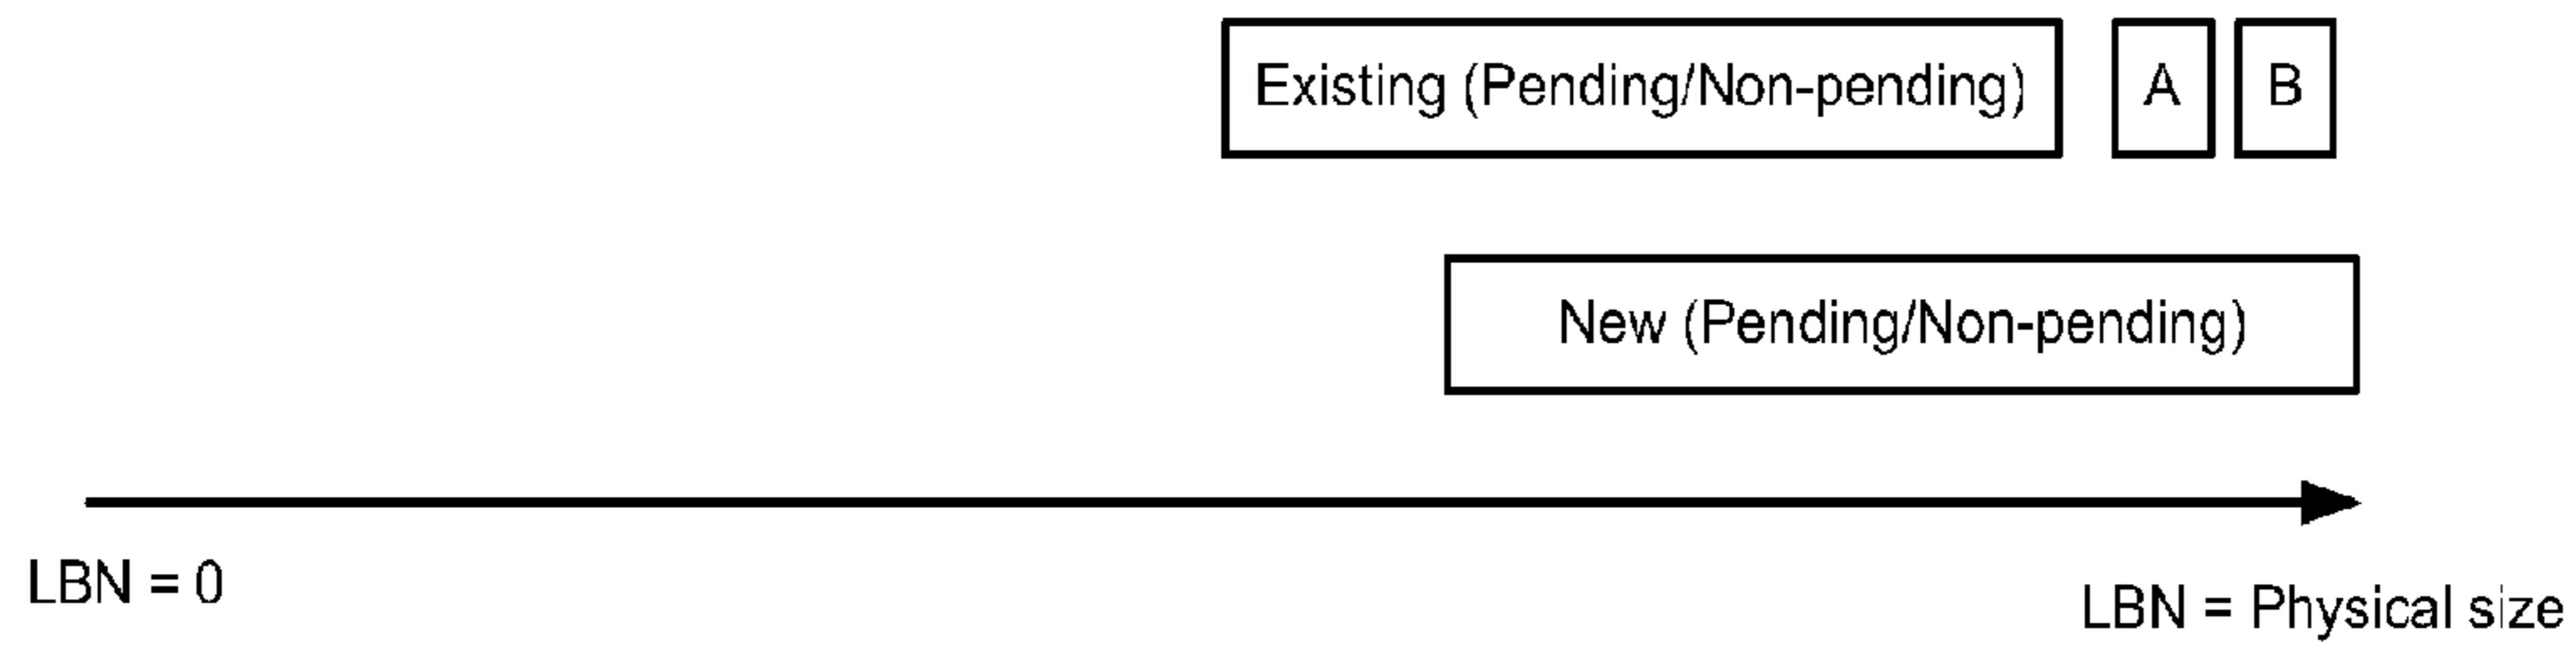 Existing (Pending/Non-pending)
A
B
New (Pending/Non-pending)
LBN = 0
LBN = Physical size